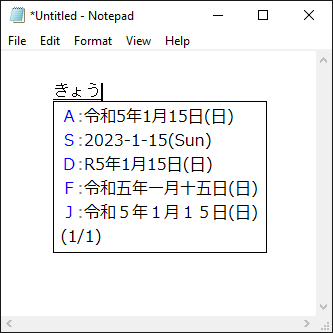 *Untitled - Notepad
File Edit Format View Help
きょう
A:令和5年1月15日(日)
S:2023-1-15(Sun)
D:R5年1月15日(日)
F:令和五年一月十五日(日)
J:令和５年１月１５日(日)
(1/1)